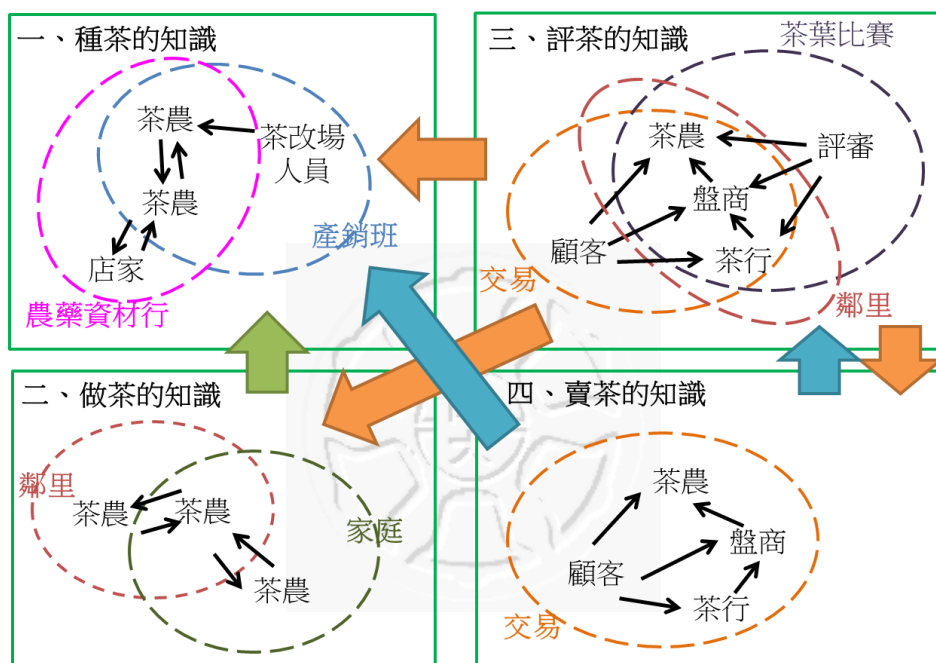 一、種茶的知識
茶農
茶改場
人員
茶農
店家
產銷班
農藥資材行
三、評茶的知識
茶葉比賽
茶農
評審
盤商
顧客
茶行
交易
鄰里
二、做茶的知識
鄰里
茶農
茶農
家庭
茶農
四、賣茶的知識
茶農
盤商
顧客
茶行
交易